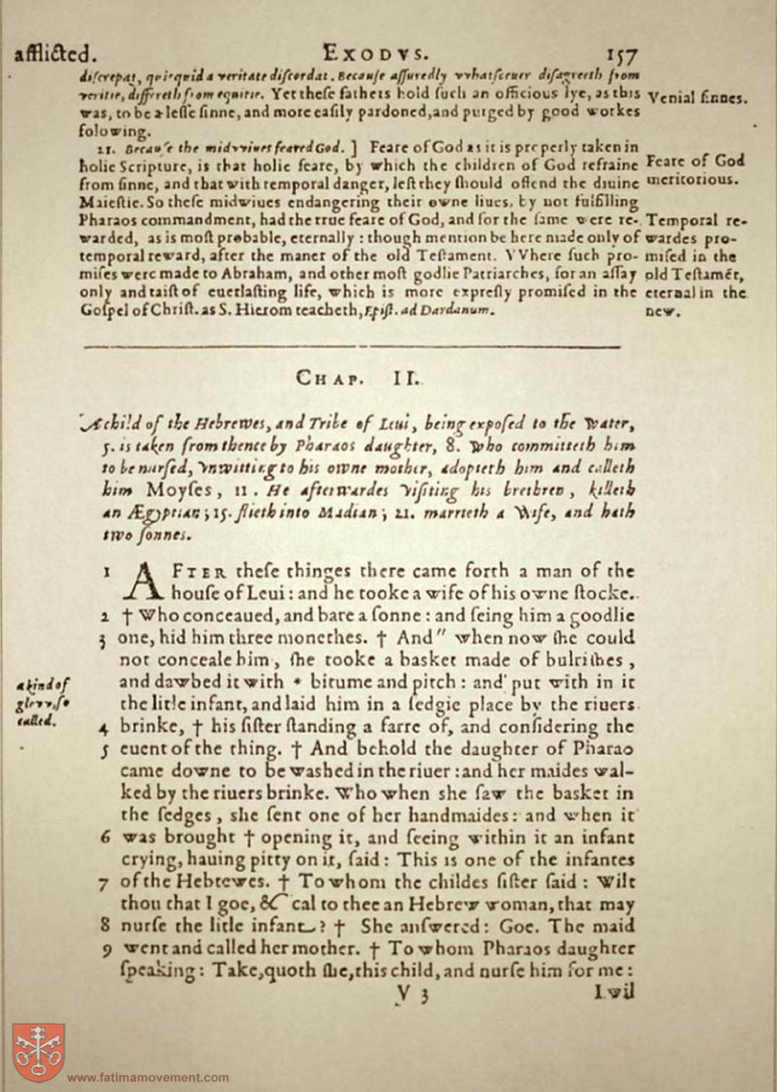 afflicted. EXODVS. 157
diſcrepat, quicquid a veritate diſcordat. Becauſe aſſuredly vvhatſoeuer diſagreeth from
veritie, differeth from equitie. Yet theſe fathers hold ſuch an officious lye, as this
was, to be a leſſe ſinne, and more eaſily pardoned, and purged by good workes
folowing.
Venial ſinnes.
21. Becauſe the midvviues feared God. ] Feare of God as it is properly taken in
holie Scripture, is that holie feare, by which the children of God refraine
from ſinne, and that with temporal danger, leſt they ſhould offend the diuine
Maieſtie. So theſe midwiues endangering their owne liues, by not fulfilling
Pharaos commandment, had the true feare of God, and for the ſame were re-
warded, as is moſt probable, eternally : though mention be here made only of
temporal reward, after the maner of the old Teſtament. VVhere ſuch pro-
miſes were made to Abraham, and other moſt godlie Patriarches, for an aſſay
only and taiſt of euerlaſting life, which is more expreſly promiſed in the
Goſpel of Chriſt. as S. Hierom teacheth, Epiſt. ad Dardanum.
Feare of God
meritorious.
Temporal re-
wardes pro-
miſed in the
old Teſtamēt,
eternal in the
new.
CHAP. II.
A child of the Hebrewes, and Tribe of Leui, being expoſed to the water,
5. is taken from thence by Pharaos daughter, 8. Who committeth him
to be nurſed, vnwitting to his owne mother, adopteth him and calleth
him Moyſes, 11. He afterwardes viſiting his brethren, killeth
an Ægyptian; 15. flieth into Madian; 21. marrieth a Wife, and hath
two ſonnes.
1 AFTER theſe thinges there came forth a man of the
houſe of Leui : and he tooke a wife of his owne ſtocke.
2 † Who conceaued, and bare a ſonne : and ſeing him a goodlie
3 one, hid him three monethes. † And" when now ſhe could
not conceale him, ſhe tooke a basket made of bulriſhes,
and dawbed it with * bitume and pitch : and put with in it
the litle infant, and laid him in a ſedgie place by the riuers
4 brinke, † his ſiſter ſtanding a farre of, and conſidering the
5 euent of the thing. † And behold the daughter of Pharao
came downe to be washed in the riuer : and her maides wal-
ked by the riuers brinke. Who when she ſaw the basket in
the ſedges, she ſent one of her handmaides : and when it
6 was brought † opening it, and ſeeing within it an infant
crying, hauing pitty on it, ſaid : This is one of the infantes
7 of the Hebrewes. † To whom the childes ſiſter ſaid : Wilt
thou that I goe, & cal to thee an Hebrew woman, that may
8 nurſe the litle infant ? † She anſwered : Goe. The maid
9 went and called her mother. † To whom Pharaos daughter
ſpeaking : Take, quoth ſhe, this child, and nurſe him for me :
a kind of
glevv, ſo
called.
V 3 I wil
www.fatimamovement.com